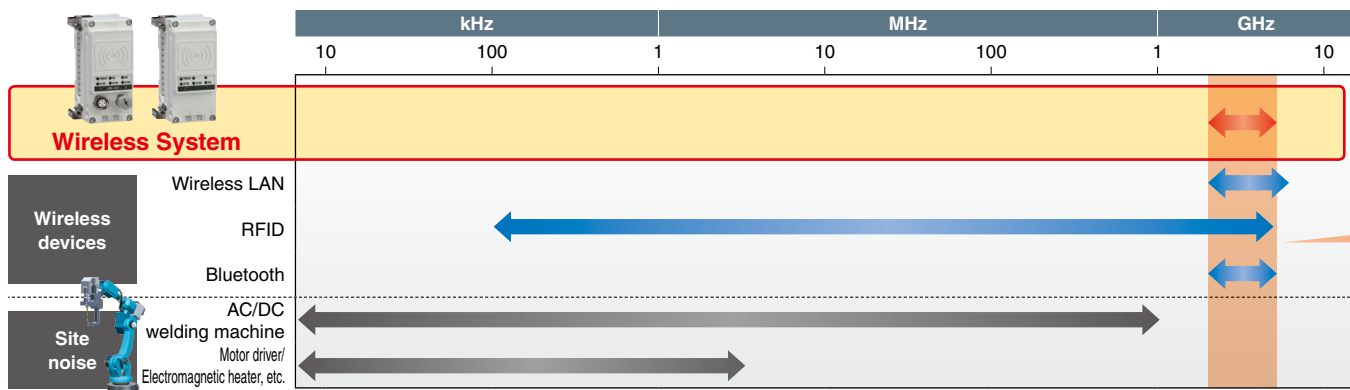 kHz MHz GHz
10 100 1 10 100 1 10
Wireless System
Wireless devices
Wireless LAN
RFID
Bluetooth
Site noise
AC/DC
welding machine
Motor driver/
Electromagnetic heater, etc.